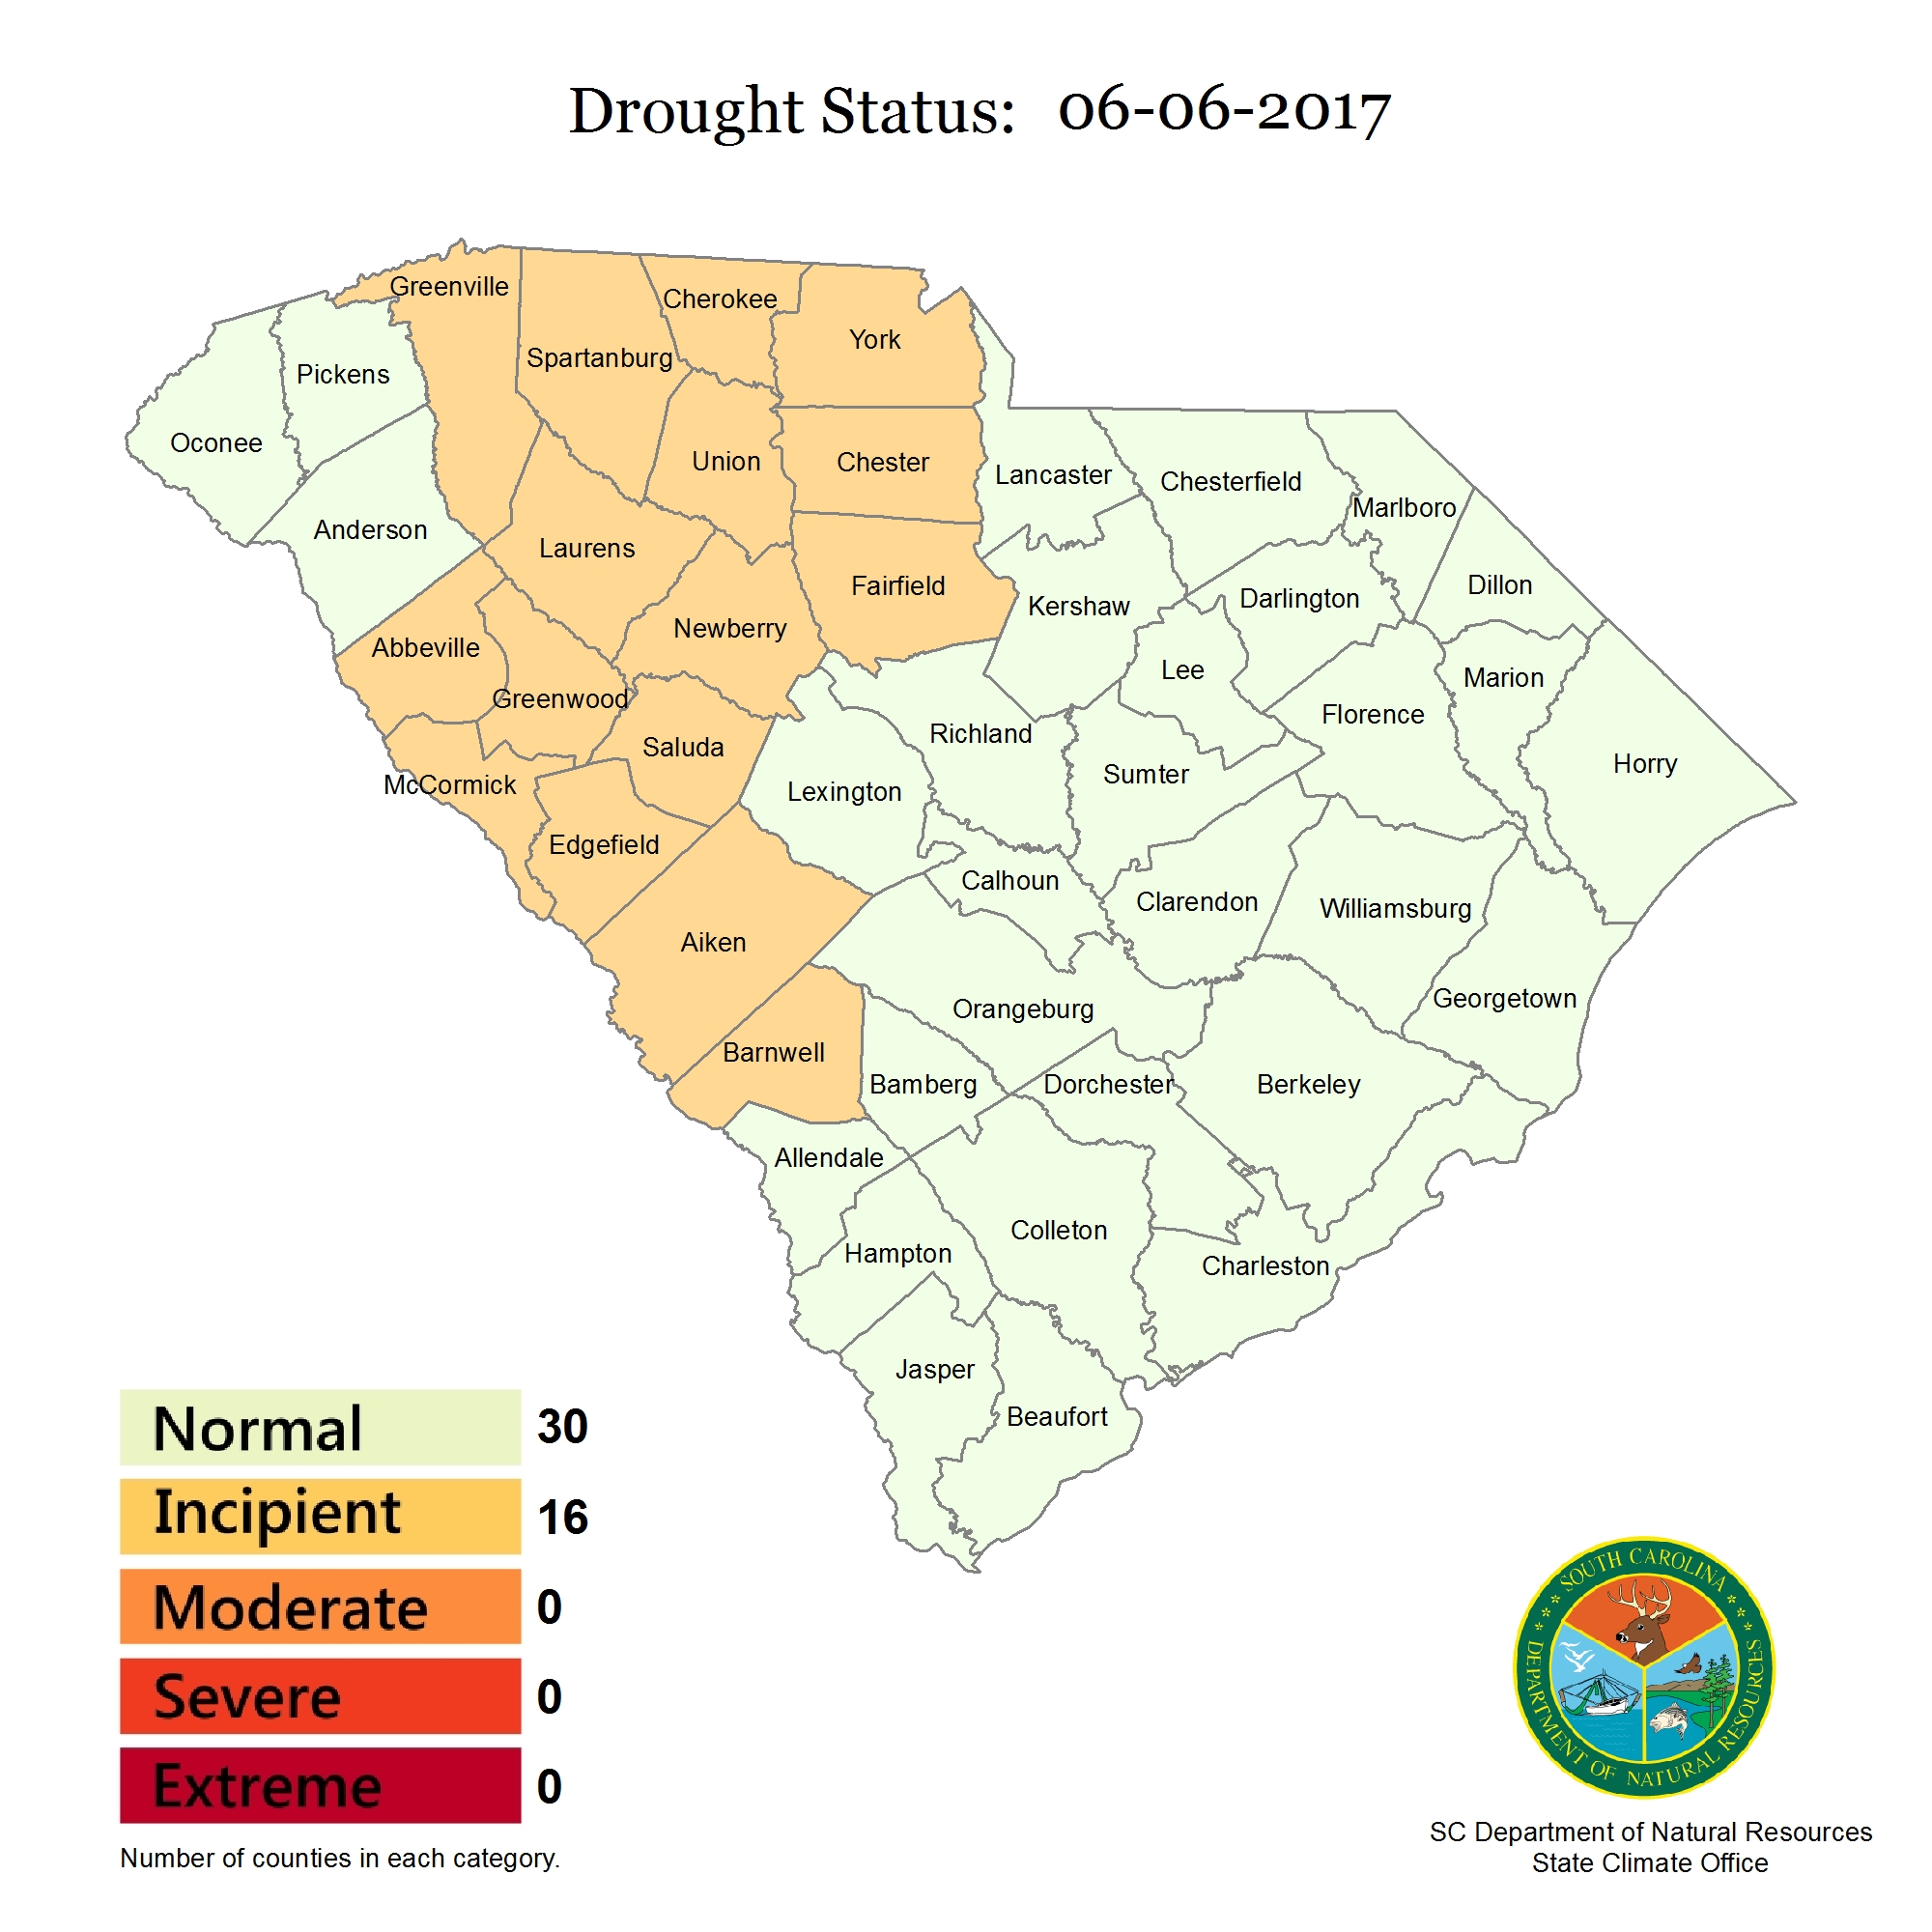 Drought Status: 06-06-2017
Greenville
Cherokee
York
Spartanburg
Pickens
Oconee
Union
Chester
Lancaster
Chesterfield
Marlboro
Anderson
Laurens
Fairfield
Dillon
Kershaw
Darlington
Newberry
Abbeville
Lee
Marion
Greenwood
Florence
Richland
Saluda
Horry
Sumter
McCormick
Lexington
Edgefield
Calhoun
Clarendon
Williamsburg
Aiken
Georgetown
Orangeburg
Barnwell
Bamberg
Dorchester
Berkeley
Allendale
Colleton
Hampton
Charleston
Jasper
Beaufort
Normal 30
Incipient 16
Moderate 0
Severe 0
Extreme 0
Number of counties in each category.
SOUTH CAROLINA
DEPARTMENT OF NATURAL RESOURCES
SC Department of Natural Resources
State Climate Office